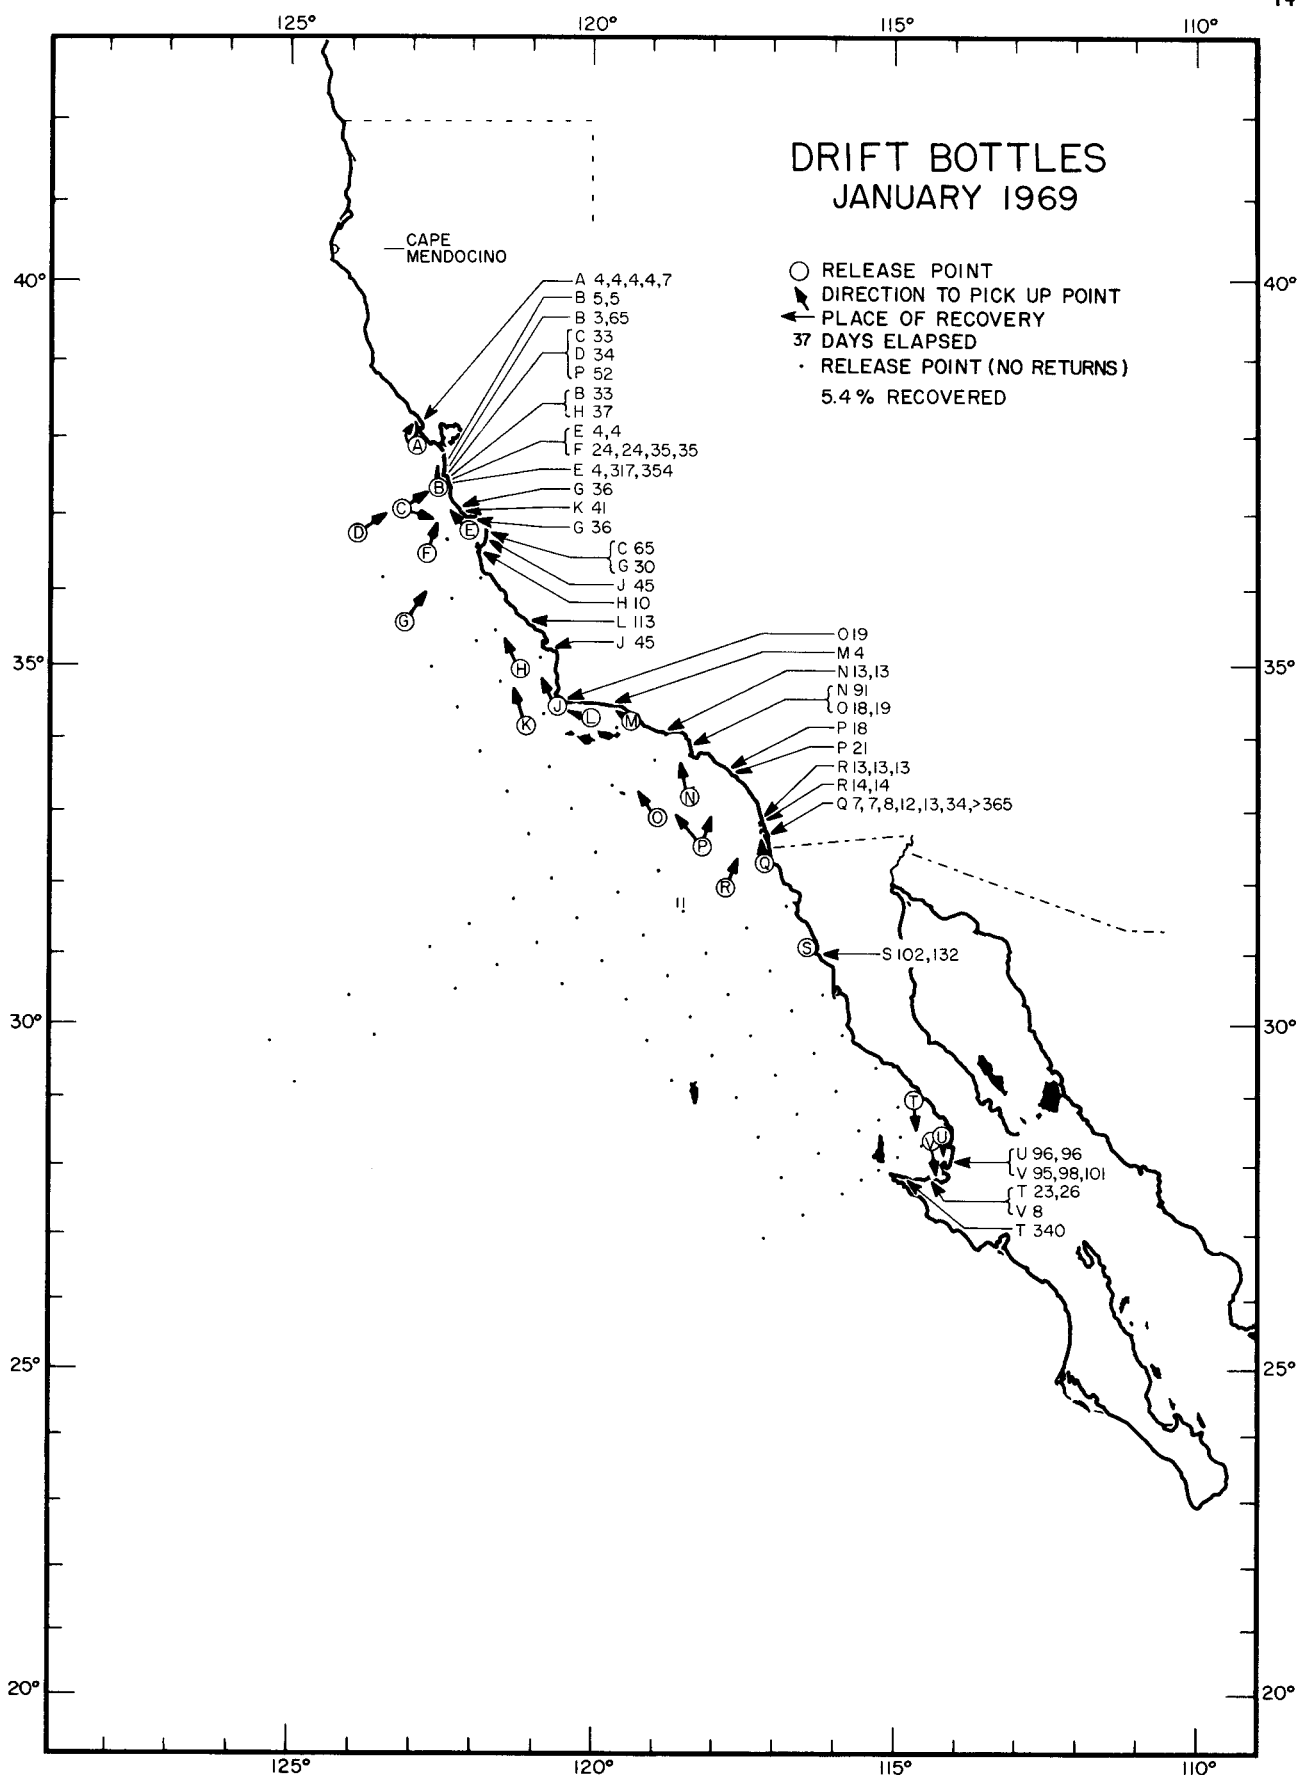 125° 120° 115° 110°
DRIFT BOTTLES
JANUARY 1969
CAPE
MENDOCINO
RELEASE POINT
DIRECTION TO PICK UP POINT
PLACE OF RECOVERY
37 DAYS ELAPSED
RELEASE POINT (NO RETURNS)
5.4% RECOVERED
40° 40°
A 4,4,4,4,7
B 5,5
B 3,65
C 33
D 34
P 52
B 33
H 37
E 4,4
F 24,24,35,35
E 4,317,354
G 36
K 41
G 36
C 65
G 30
J 45
H 10
L 113
J 45
A
B
C
D
E
F
G
H
J
K
L
M
35° 35°
O 19
M 4
N 13,13
N 91
O 18,19
P 18
P 21
R 13,13,13
R 14,14
Q 7,7,8,12,13,34,>365
N
O
P
Q
R
S
S 102,132
30° 30°
T
U
V
U 96,96
V 95,98,101
T 23,26
V 8
T 340
25° 25°
20° 20°
125° 120° 115° 110°